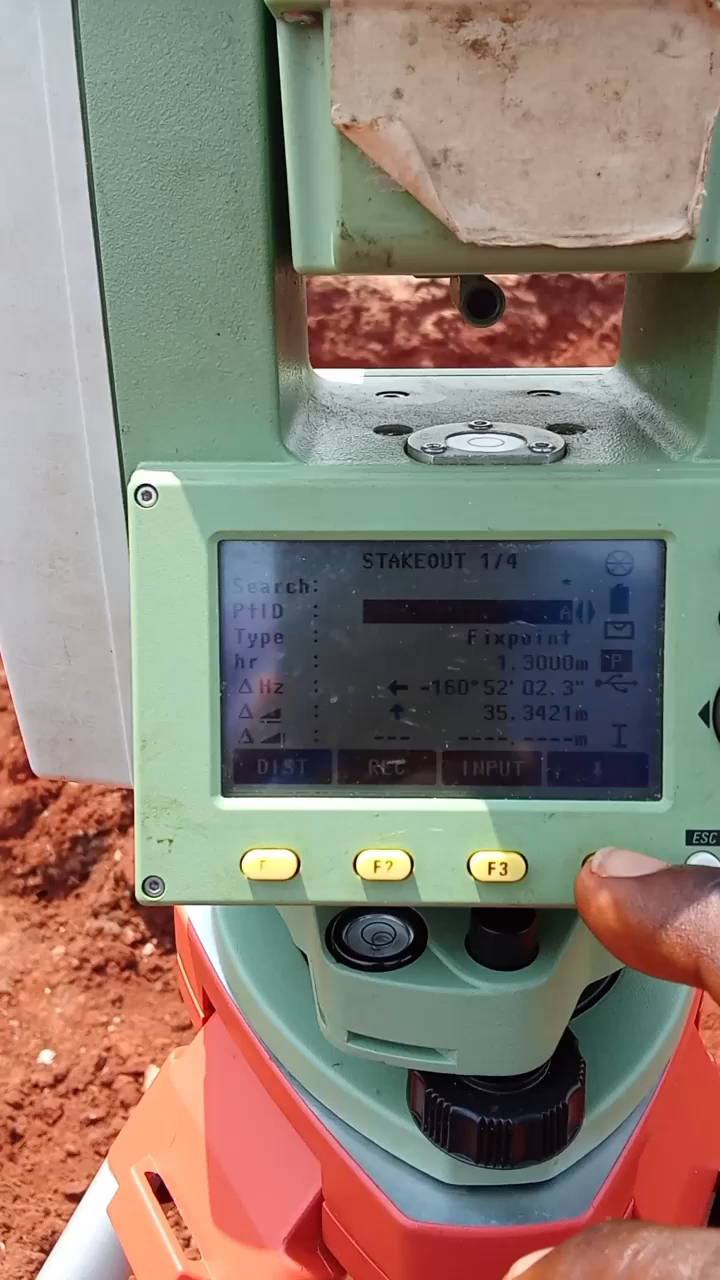 STAKEOUT 1/4
Search: *
PtID : A
Type : Fixpoint
hr : 1.3000m
Δ Hz : ← -160°52'02.3"
Δ : ↑ 35.3421m
Δ : --- ----.----m
DIST REC INPUT ↓
P
I
ESC
F F2 F3